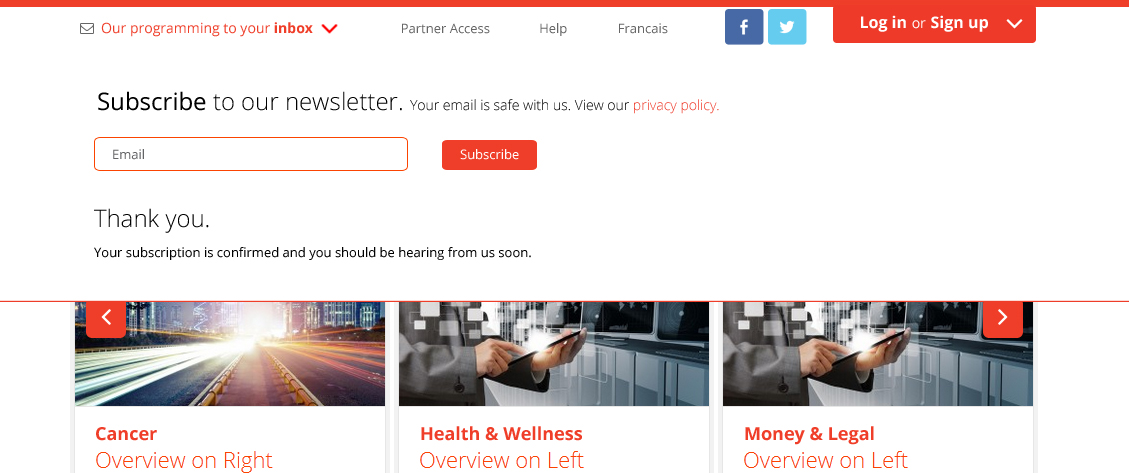 Our programming to your inbox
Partner Access
Help
Francais
f
Log in or Sign up
Subscribe to our newsletter. Your email is safe with us. View our privacy policy.
Email
Subscribe
Thank you.
Your subscription is confirmed and you should be hearing from us soon.
Cancer
Overview on Right
Health & Wellness
Overview on Left
Money & Legal
Overview on Left